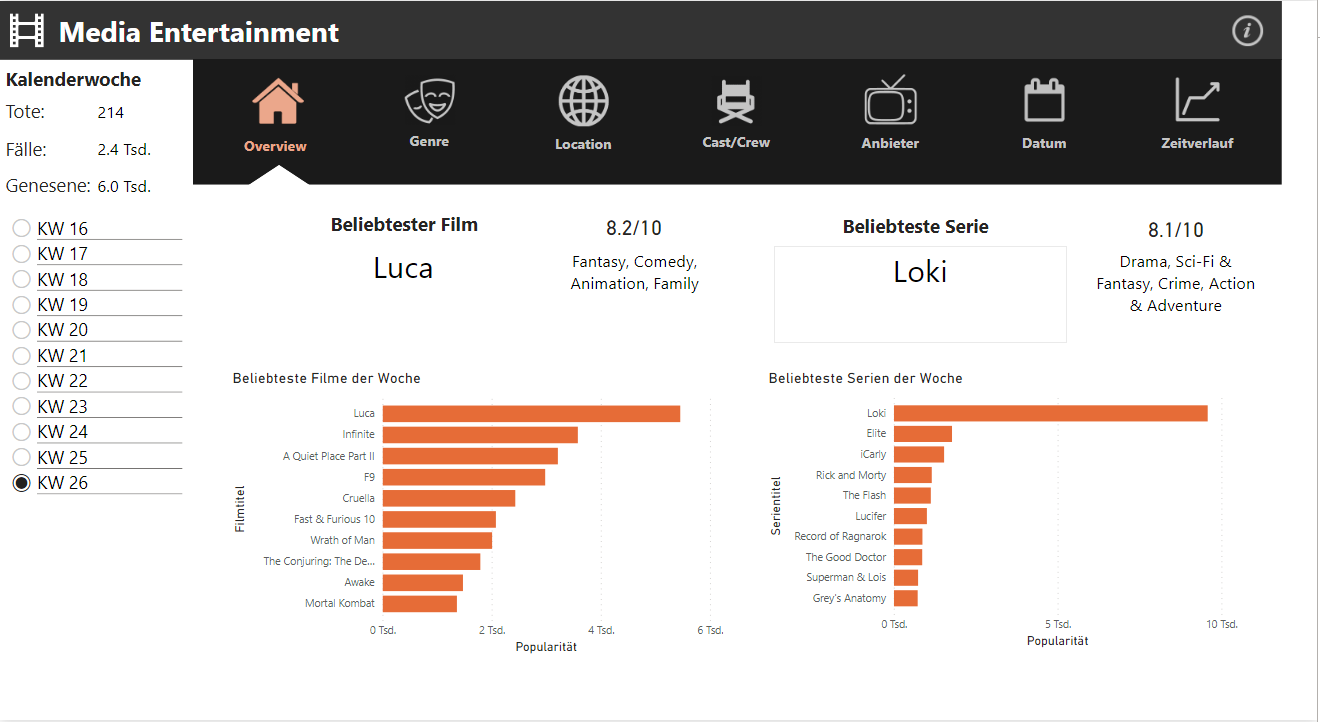 Media Entertainment
i
Kalenderwoche
Tote: 214
Fälle: 2.4 Tsd.
Genesene: 6.0 Tsd.
KW 16
KW 17
KW 18
KW 19
KW 20
KW 21
KW 22
KW 23
KW 24
KW 25
KW 26
Overview
Genre
Location
Cast/Crew
Anbieter
Datum
Zeitverlauf
Beliebtester Film
Luca
8.2/10
Fantasy, Comedy,
Animation, Family
Beliebteste Serie
Loki
8.1/10
Drama, Sci-Fi &
Fantasy, Crime, Action
& Adventure
Beliebteste Filme der Woche
Filmtitel
Luca
Infinite
A Quiet Place Part II
F9
Cruella
Fast & Furious 10
Wrath of Man
The Conjuring: The De...
Awake
Mortal Kombat
0 Tsd. 2 Tsd. 4 Tsd. 6 Tsd.
Popularität
Beliebteste Serien der Woche
Serientitel
Loki
Elite
iCarly
Rick and Morty
The Flash
Lucifer
Record of Ragnarok
The Good Doctor
Superman & Lois
Grey's Anatomy
0 Tsd. 5 Tsd. 10 Tsd.
Popularität